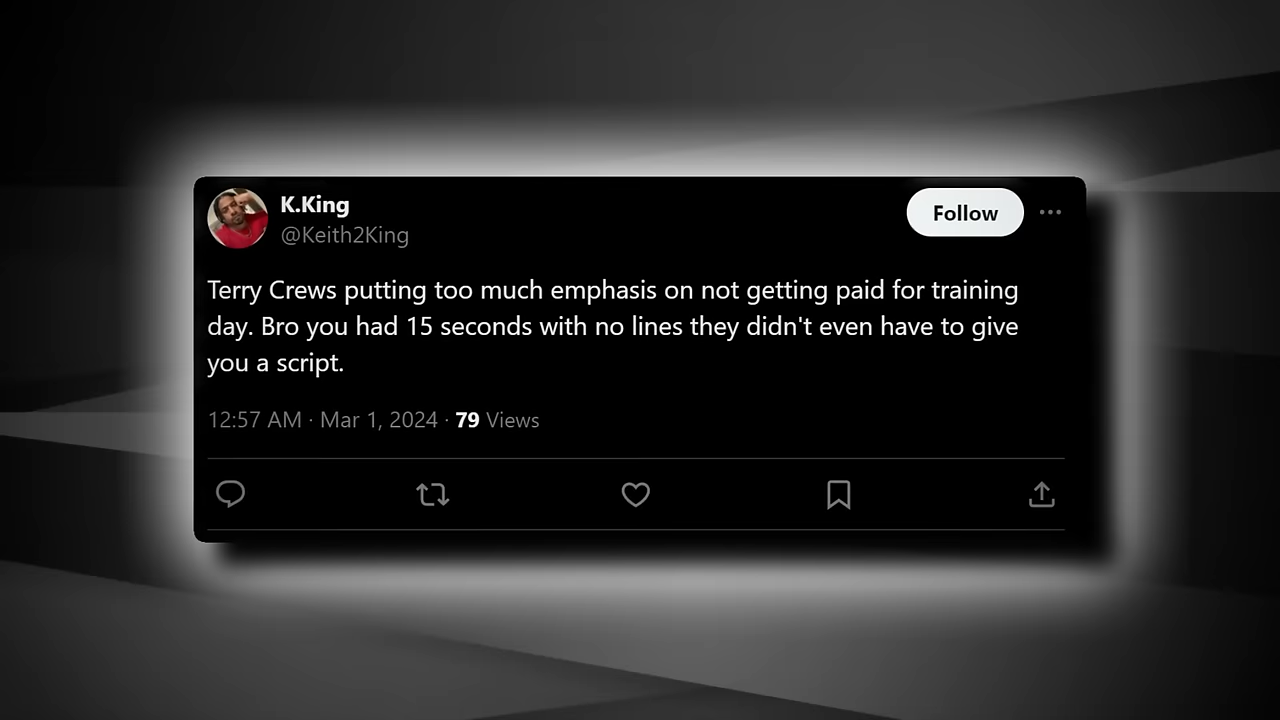 K.King
Follow
@Keith2King
Terry Crews putting too much emphasis on not getting paid for training
day. Bro you had 15 seconds with no lines they didn't even have to give
you a script.
12:57 AM · Mar 1, 2024 · 79 Views